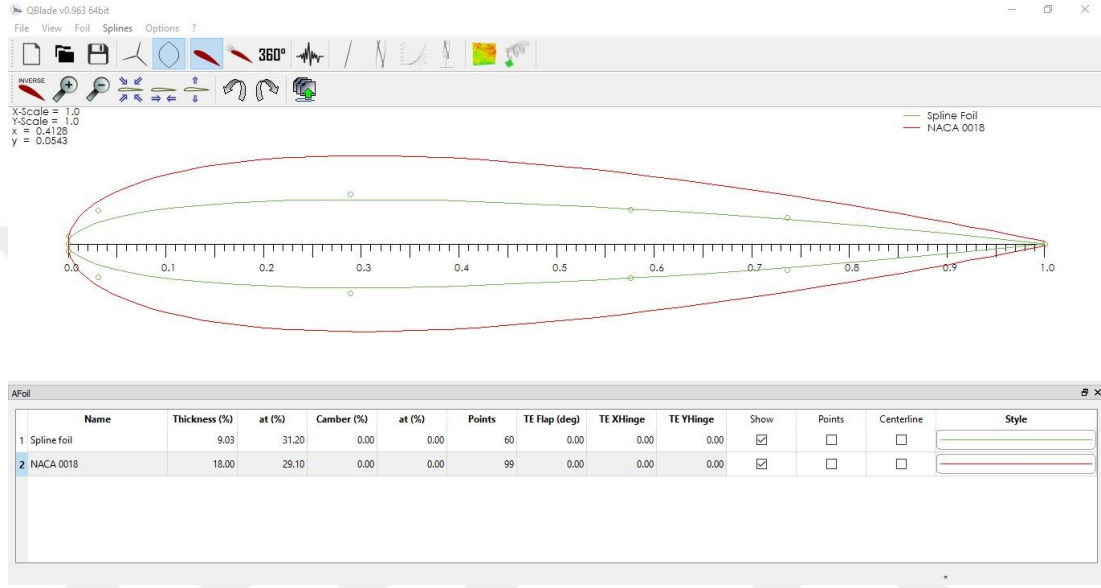 QBlade v0.963 64bit
File View Foil Splines Options ?
360°
INVERSE
X-Scale = 1.0
Y-Scale = 1.0
x = 0.4128
y = 0.0543
Spline Foil
NACA 0018
0.0 0.1 0.2 0.3 0.4 0.5 0.6 0.7 0.8 0.9 1.0
AFoil
Name Thickness (%) at (%) Camber (%) at (%) Points TE Flap (deg) TE XHinge TE YHinge Show Points Centerline Style
1 Spline foil 9.03 31.20 0.00 0.00 60 0.00 0.00 0.00
2 NACA 0018 18.00 29.10 0.00 0.00 99 0.00 0.00 0.00
*